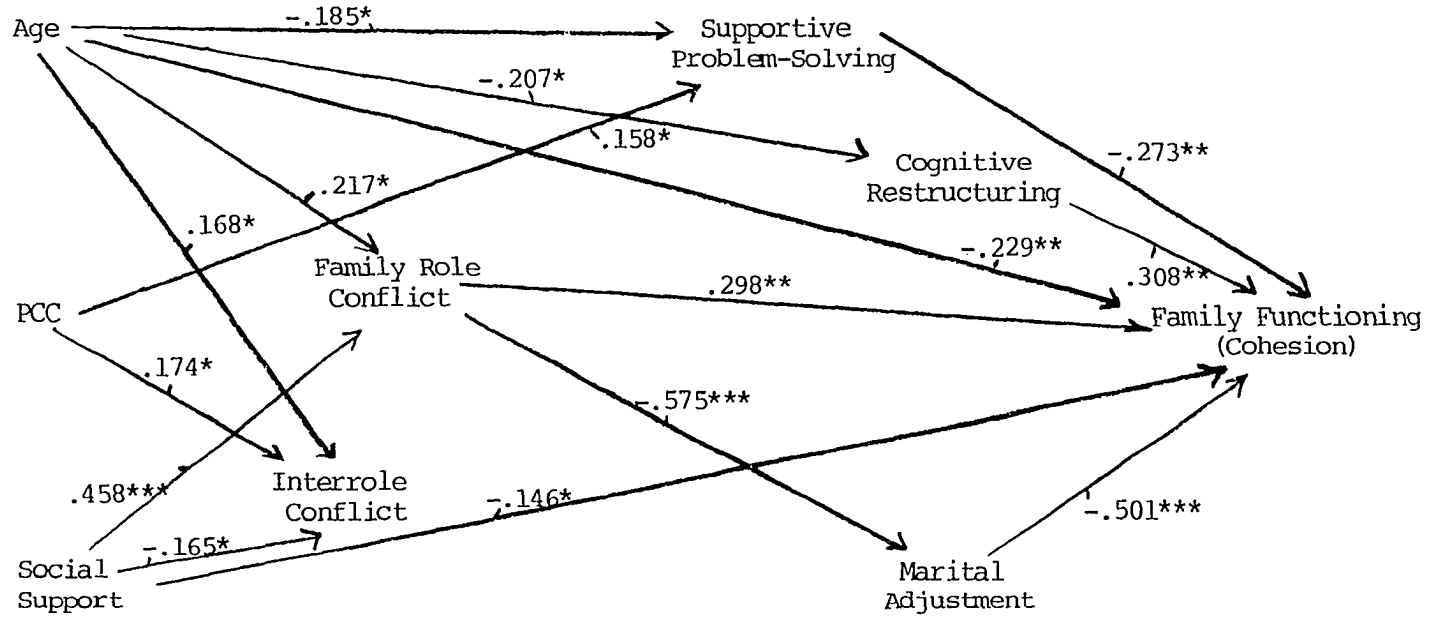 -.185*
Age
Supportive
Problem-Solving
-.207*
.158*
-.273**
Cognitive
Restructuring
.217*
.168*
-.229**
.308**
Family Role
Conflict
.298**
PCC
Family Functioning
(Cohesion)
.174*
-.575***
Interrole
Conflict
.458***
-.146*
-.501***
-.165*
Social
Support
Marital
Adjustment